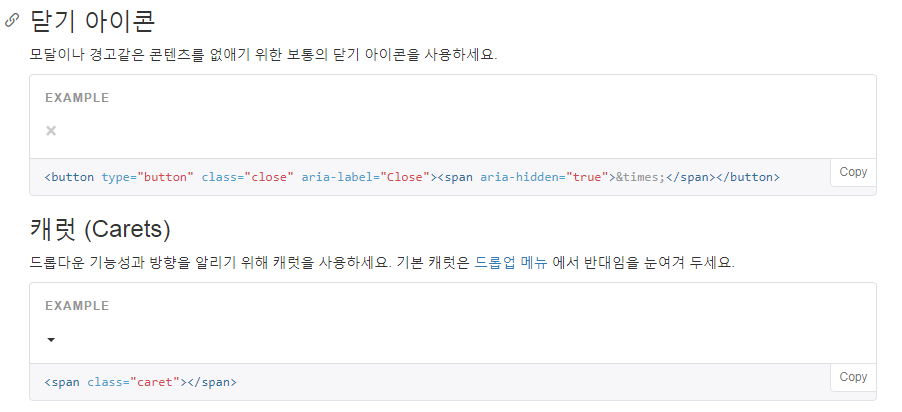 닫기 아이콘
모달이나 경고같은 콘텐츠를 없애기 위한 보통의 닫기 아이콘을 사용하세요.
EXAMPLE
×
<button type="button" class="close" aria-label="Close"><span aria-hidden="true">&times;</span></button>
Copy
캐럿 (Carets)
드롭다운 기능성과 방향을 알리기 위해 캐럿을 사용하세요. 기본 캐럿은 드롭업 메뉴 에서 반대임을 눈여겨 두세요.
EXAMPLE
<span class="caret"></span>
Copy